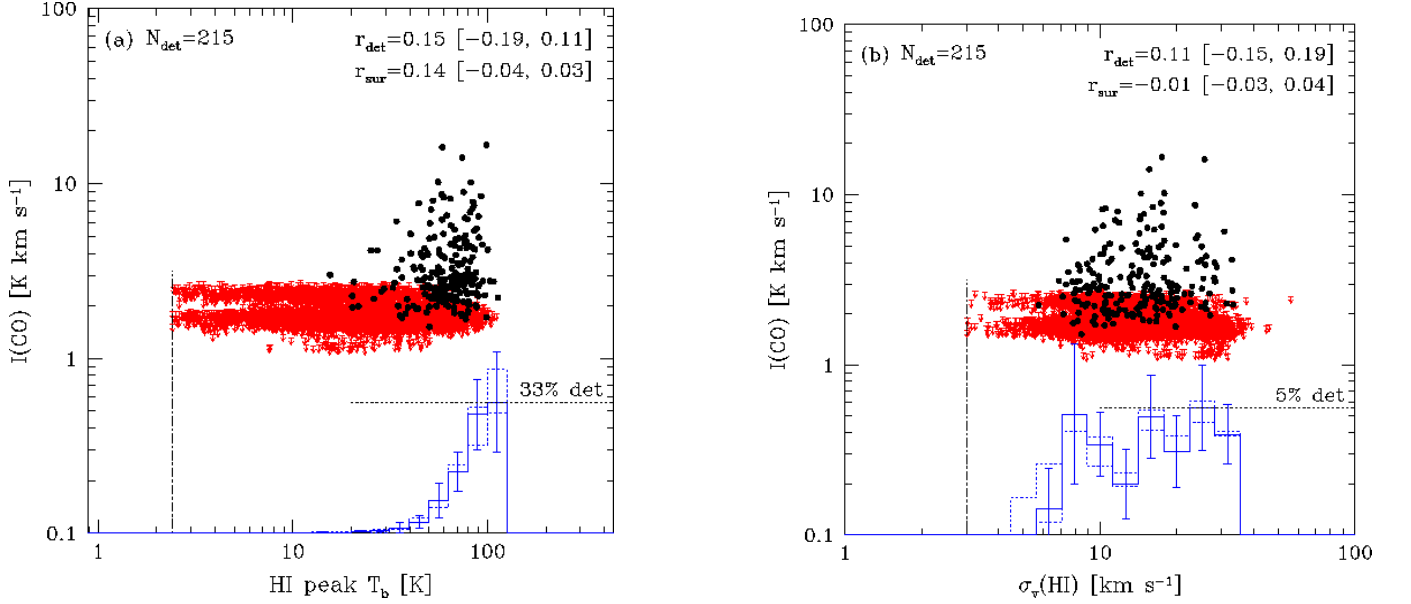 (a) N_det=215
r_det=0.15 [−0.19, 0.11]
r_sur=0.14 [−0.04, 0.03]
100
10
1
0.1
I(CO) [K km s⁻¹]
33% det
1
10
100
HI peak T_b [K]
(b) N_det=215
r_det=0.11 [−0.15, 0.19]
r_sur=−0.01 [−0.03, 0.04]
100
10
1
0.1
I(CO) [K km s⁻¹]
5% det
1
10
100
σ_v(HI) [km s⁻¹]